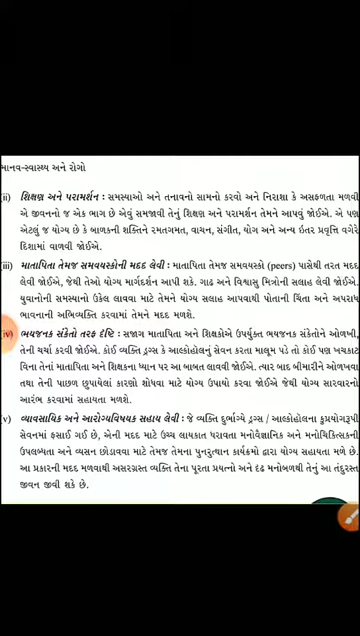 માનવ-સ્વાસ્થ્ય અને રોગો
(ii) શિક્ષણ અને પરામર્શન : સમસ્યાઓ અને તનાવનો સામનો કરવો અને નિરાશા કે અસફળતા મળવી
એ જીવનનો જ એક ભાગ છે એવું સમજાવી તેનું શિક્ષણ અને પરામર્શન તેમને આપવું જોઈએ. એ પણ
એટલું જ યોગ્ય છે કે બાળકની શક્તિને રમતગમત, વાચન, સંગીત, યોગ અને અન્ય ઇતર પ્રવૃત્તિ વગેરે
દિશામાં વાળવી જોઈએ.
(iii) માતાપિતા તેમજ સમવયસ્કોની મદદ લેવી : માતાપિતા તેમજ સમવયસ્કો (peers) પાસેથી તરત મદદ
લેવી જોઈએ, જેથી તેઓ યોગ્ય માર્ગદર્શન આપી શકે. ગાઢ અને વિશ્વાસુ મિત્રોની સલાહ લેવી જોઈએ.
યુવાનોની સમસ્યાનો ઉકેલ લાવવા માટે તેમને યોગ્ય સલાહ આપવાથી પોતાની ચિંતા અને અપરાધ
ભાવનાની અભિવ્યક્તિ કરવામાં તેમને મદદ મળશે.
(iv) ભયજનક સંકેતો તરફ દૃષ્ટિ : સજાગ માતાપિતા અને શિક્ષકોએ ઉપર્યુક્ત ભયજનક સંકેતોને ઓળખી,
તેની ચર્ચા કરવી જોઈએ. કોઈ વ્યક્તિ ડ્રગ્સ કે આલ્કોહોલનું સેવન કરતા માલૂમ પડે તો કોઈ પણ ખચકાટ
વિના તેનાં માતાપિતા અને શિક્ષકના ધ્યાન પર આ બાબત લાવવી જોઈએ. ત્યાર બાદ બીમારીને ઓળખવા
તથા તેની પાછળ છુપાયેલાં કારણો શોધવા માટે યોગ્ય ઉપાયો કરવા જોઈએ જેથી યોગ્ય સારવારનો
આરંભ કરવામાં સહાયતા મળશે.
(v) વ્યાવસાયિક અને આરોગ્યવિષયક સહાય લેવી : જે વ્યક્તિ દુર્ભાગ્યે ડ્રગ્સ / આલ્કોહોલના કુપ્રયોગરૂપી
સેવનમાં ફસાઈ ગઈ છે, એની મદદ માટે ઉચ્ચ લાયકાત ધરાવતા મનોવૈજ્ઞાનિક અને મનોચિકિત્સકની
ઉપલબ્ધતા અને વ્યસન છોડાવવા માટે તેમજ તેમના પુનરુત્થાન કાર્યક્રમો દ્વારા યોગ્ય સહાયતા મળે છે.
આ પ્રકારની મદદ મળવાથી અસરગ્રસ્ત વ્યક્તિ તેના પૂરતા પ્રયત્નો અને દૃઢ મનોબળથી તેનું આ તંદુરસ્ત
જીવન જીવી શકે છે.